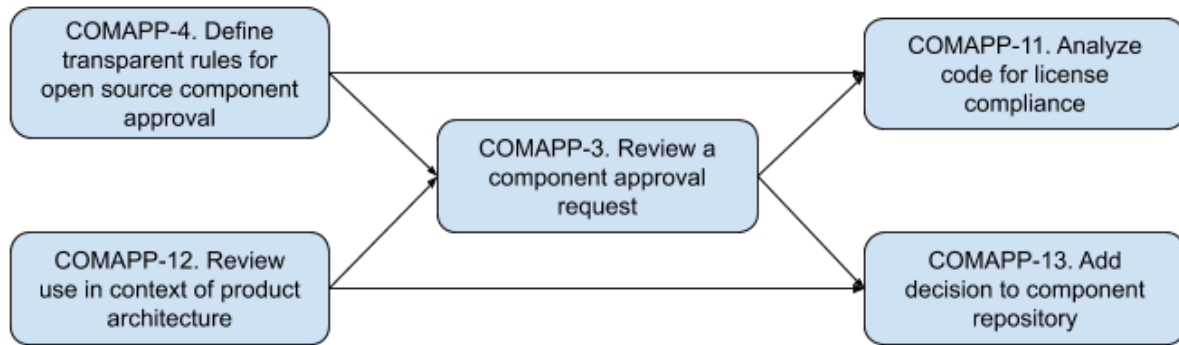 COMAPP-4. Define
transparent rules for
open source component
approval
COMAPP-11. Analyze
code for license
compliance
COMAPP-3. Review a
component approval
request
COMAPP-12. Review
use in context of product
architecture
COMAPP-13. Add
decision to component
repository